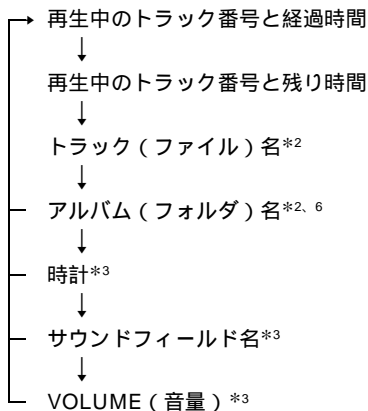 再生中のトラック番号と経過時間
再生中のトラック番号と残り時間
トラック(ファイル)名*2
アルバム(フォルダ)名*2、6
時計*3
サウンドフィールド名*3
VOLUME(音量)*3